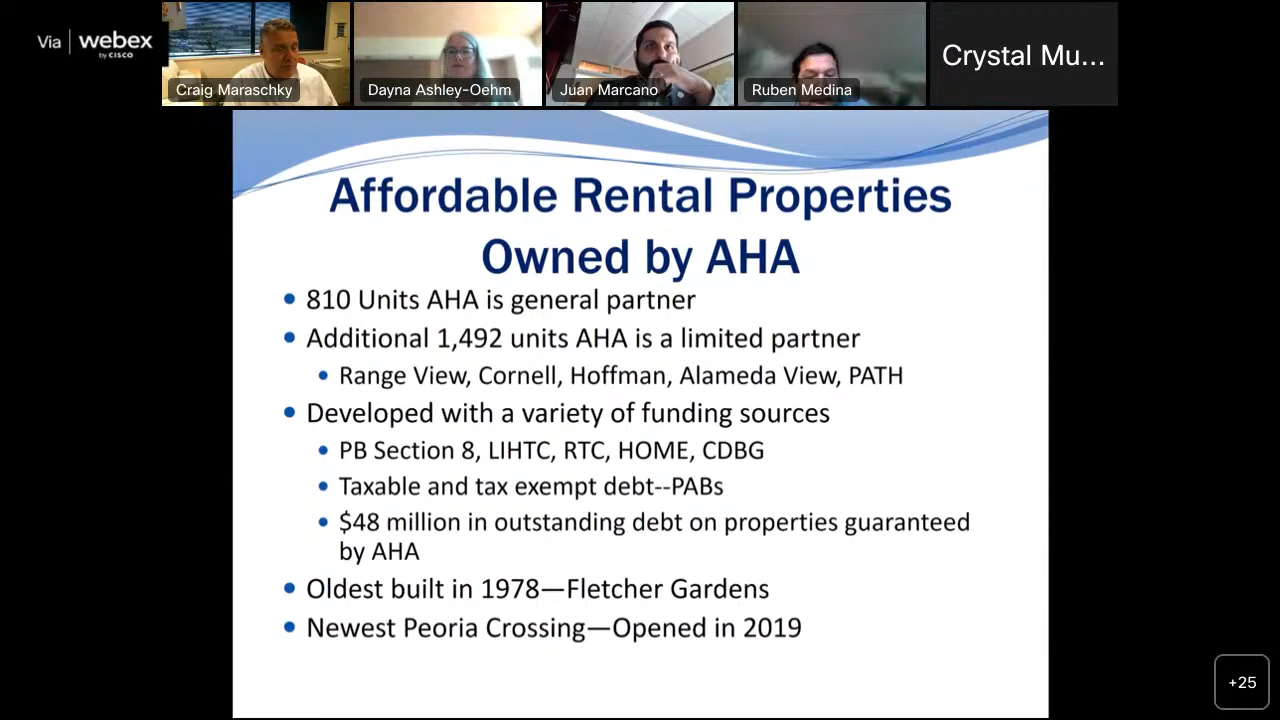 Via | webex
by CISCO
Craig Maraschky
Dayna Ashley-Oehm
Juan Marcano
Ruben Medina
Crystal Mu...
Affordable Rental Properties
Owned by AHA
• 810 Units AHA is general partner
• Additional 1,492 units AHA is a limited partner
• Range View, Cornell, Hoffman, Alameda View, PATH
• Developed with a variety of funding sources
• PB Section 8, LIHTC, RTC, HOME, CDBG
• Taxable and tax exempt debt--PABs
• $48 million in outstanding debt on properties guaranteed
by AHA
• Oldest built in 1978—Fletcher Gardens
• Newest Peoria Crossing—Opened in 2019
+25